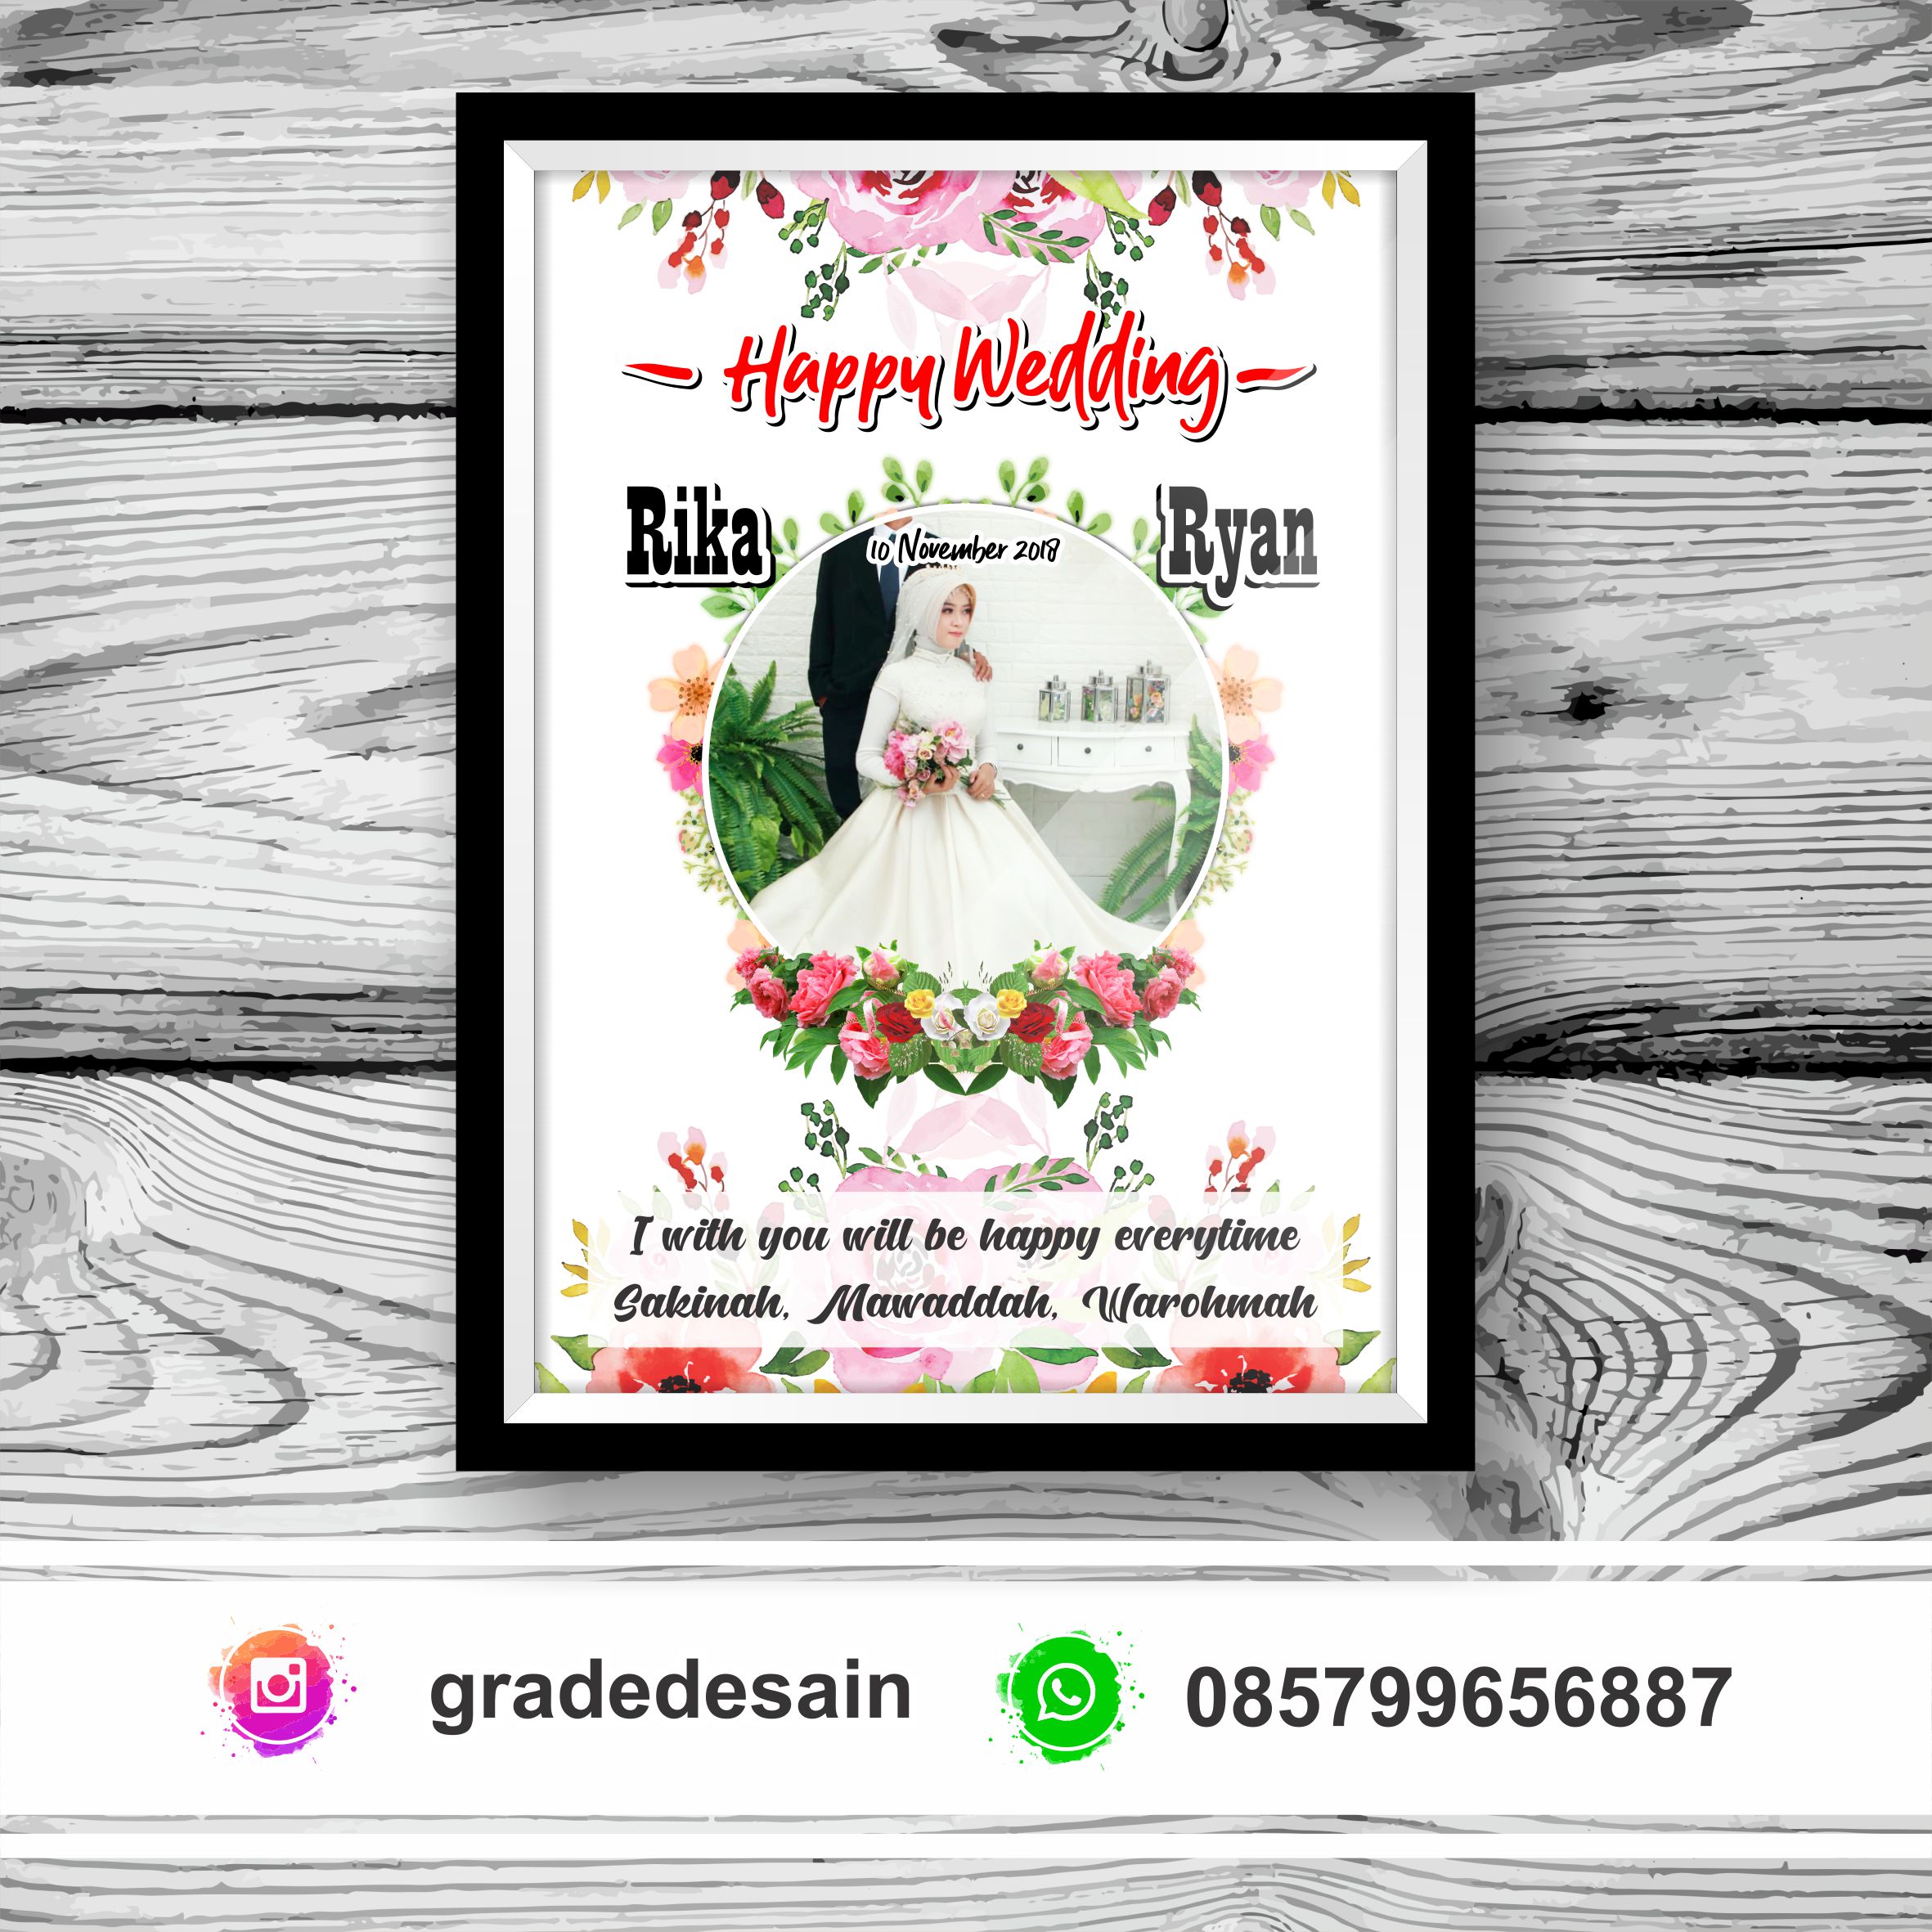 Happy Wedding
Rika
Ryan
10 November 2018
I with you will be happy everytime
Sakinah, Mawaddah, Warohmah
gradedesain
085799656887